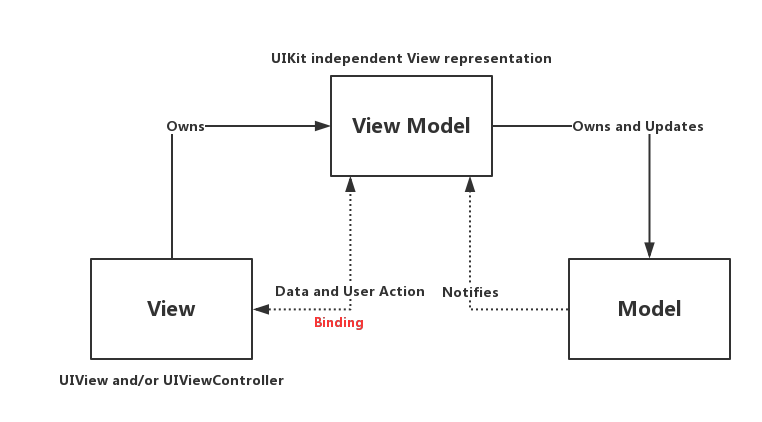 UIKit independent View representation
View Model
Owns
Owns and Updates
Data and User Action
Notifies
Binding
View
Model
UIView and/or UIViewController